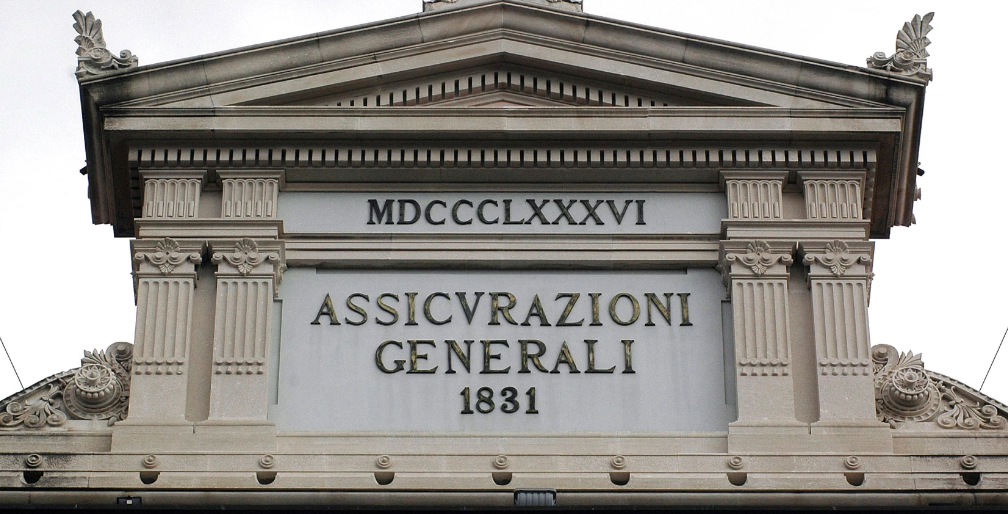 MDCCCLXXXVI
ASSICVRAZIONI
GENERALI
1831